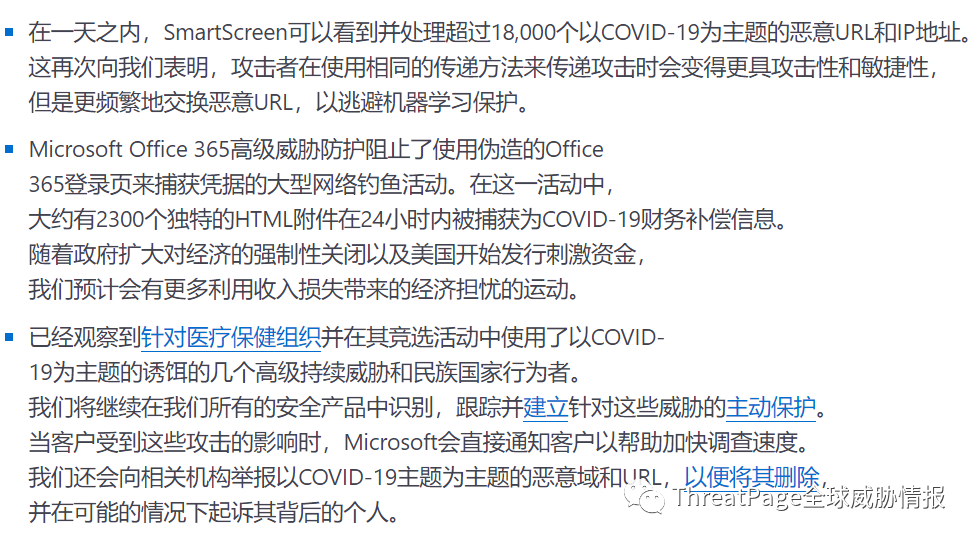 在一天之内，SmartScreen可以看到并处理超过18,000个以COVID-19为主题的恶意URL和IP地址。
这再次向我们表明，攻击者在使用相同的传递方法来传递攻击时会变得更具攻击性和敏捷性，
但是更频繁地交换恶意URL，以逃避机器学习保护。
Microsoft Office 365高级威胁防护阻止了使用伪造的Office
365登录页来捕获凭据的大型网络钓鱼活动。在这一活动中，
大约有2300个独特的HTML附件在24小时内被捕获为COVID-19财务补偿信息。
随着政府扩大对经济的强制性关闭以及美国开始发行刺激资金，
我们预计会有更多利用收入损失带来的经济担忧的运动。
已经观察到针对医疗保健组织并在其竞选活动中使用了以COVID-
19为主题的诱饵的几个高级持续威胁和民族国家行为者。
我们将继续在我们所有的安全产品中识别，跟踪并建立针对这些威胁的主动保护。
当客户受到这些攻击的影响时，Microsoft会直接通知客户以帮助加快调查速度。
我们还会向相关机构举报以COVID-19主题为主题的恶意域和URL，以便将其删除，
并在可能的情况下起诉其背后的个人。
ThreatPage全球威胁情报